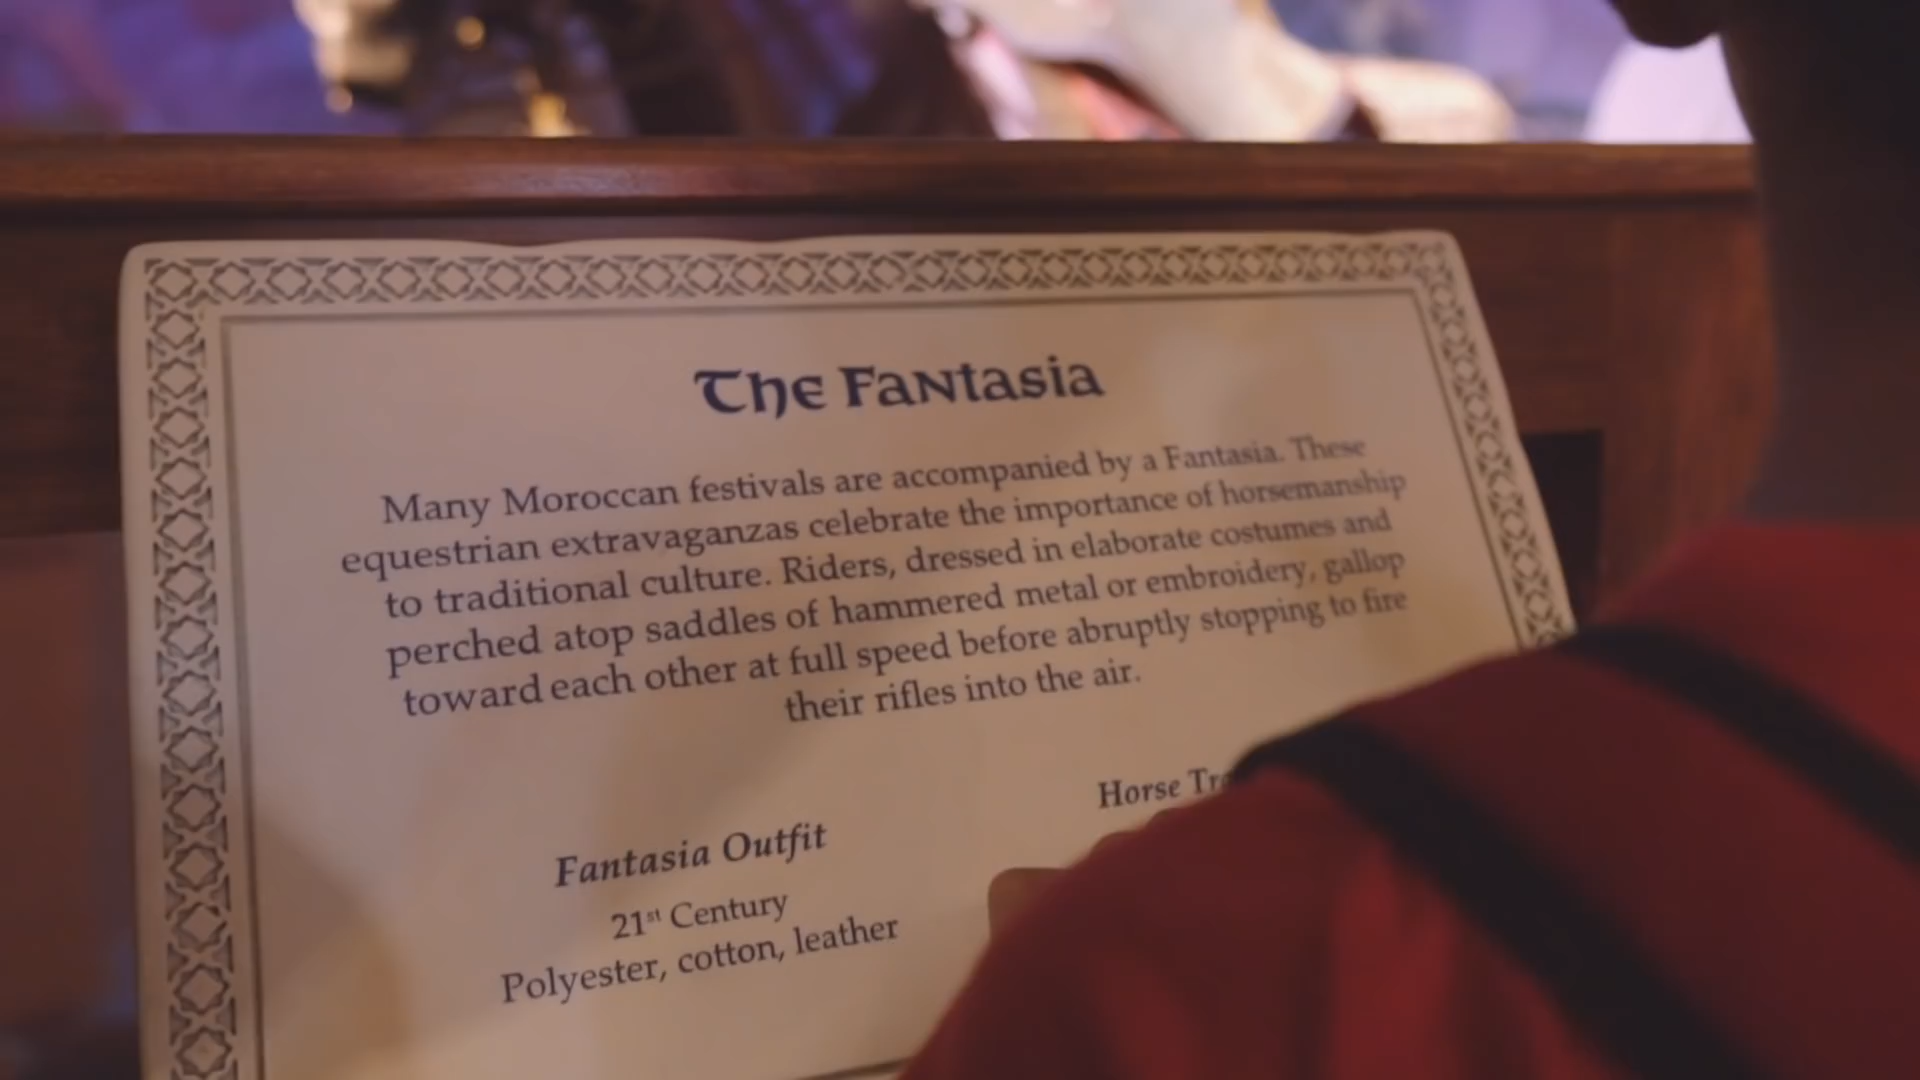 The Fantasia
Many Moroccan festivals are accompanied by a Fantasia. These
equestrian extravaganzas celebrate the importance of horsemanship
to traditional culture. Riders, dressed in elaborate costumes and
perched atop saddles of hammered metal or embroidery, gallop
toward each other at full speed before abruptly stopping to fire
their rifles into the air.
Horse
Fantasia Outfit
21st Century
Polyester, cotton, leather